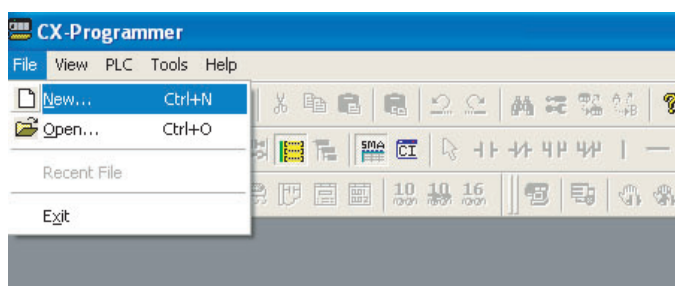 CX-Programmer
File View PLC Tools Help
New... Ctrl+N
Open... Ctrl+O
Recent File
Exit
SMA
CI
10 10 16